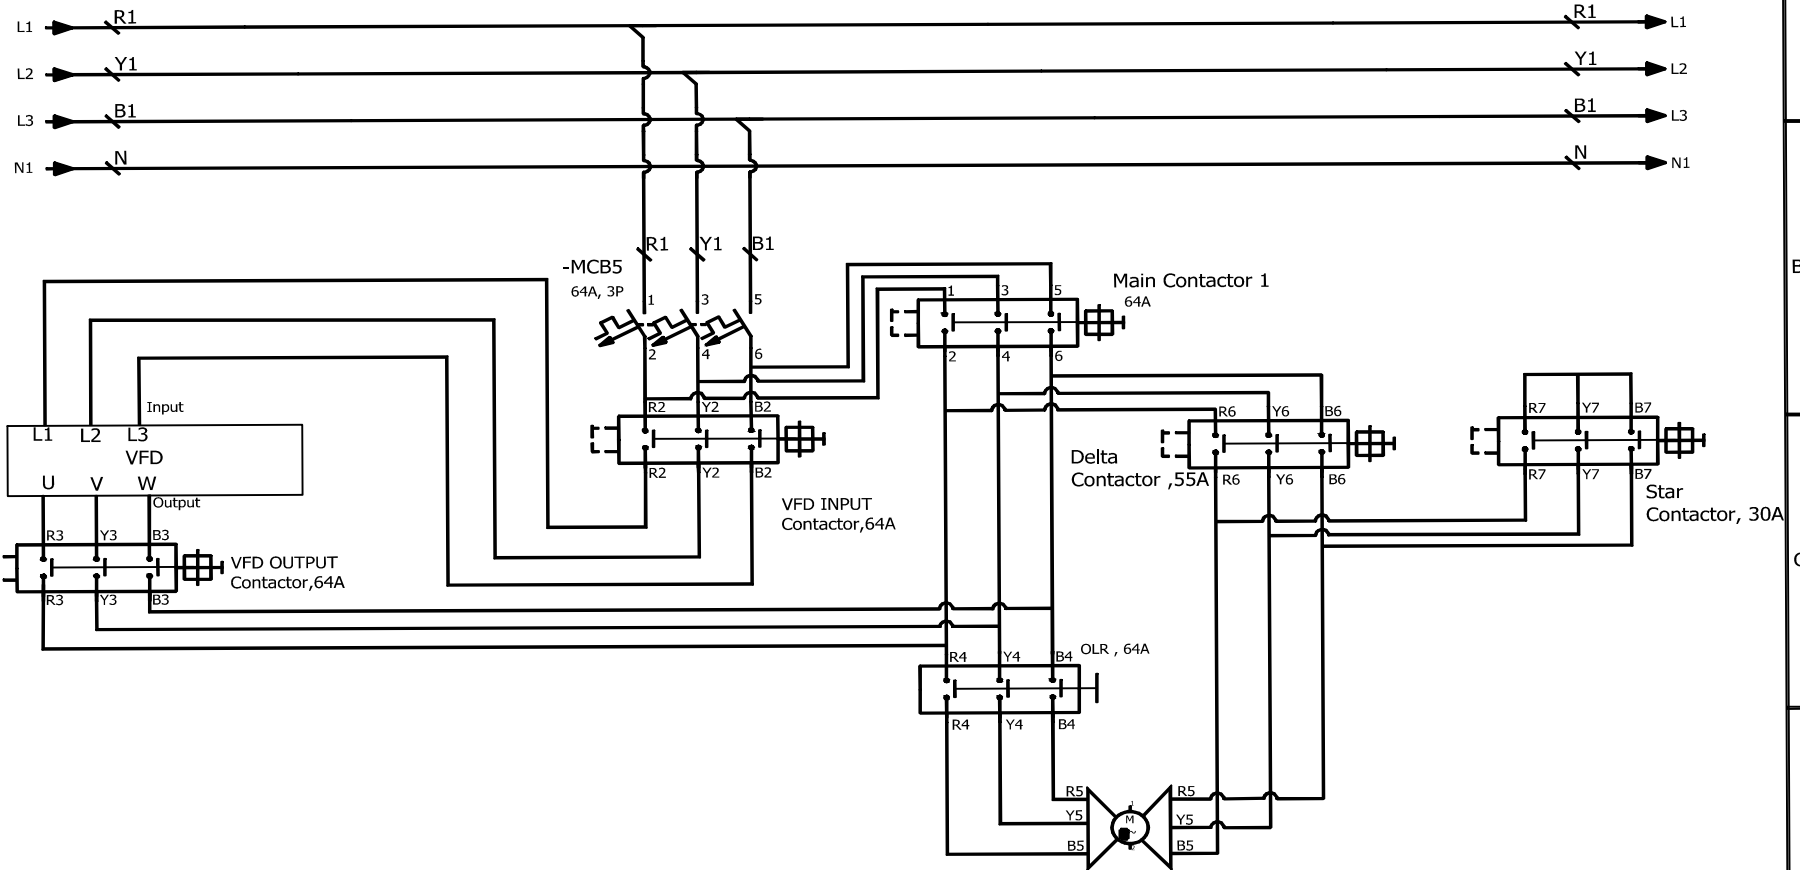 L1 R1 R1 L1
L2 Y1 Y1 L2
L3 B1 B1 L3
N1 N N N1
R1 Y1 B1
-MCB5
64A, 3P
1 3 5
2 4 6
Main Contactor 1
64A
1 3 5
2 4 6
Input
L1 L2 L3
VFD
U V W
Output
R2 Y2 B2
R2 Y2 B2
VFD INPUT
Contactor,64A
R6 Y6 B6
Delta
Contactor ,55A
R6 Y6 B6
R7 Y7 B7
R7 Y7 B7
Star
Contactor, 30A
R3 Y3 B3
VFD OUTPUT
Contactor,64A
R3 Y3 B3
R4 Y4 B4
OLR , 64A
R4 Y4 B4
R5 R5
Y5 M Y5
~
B5 B5